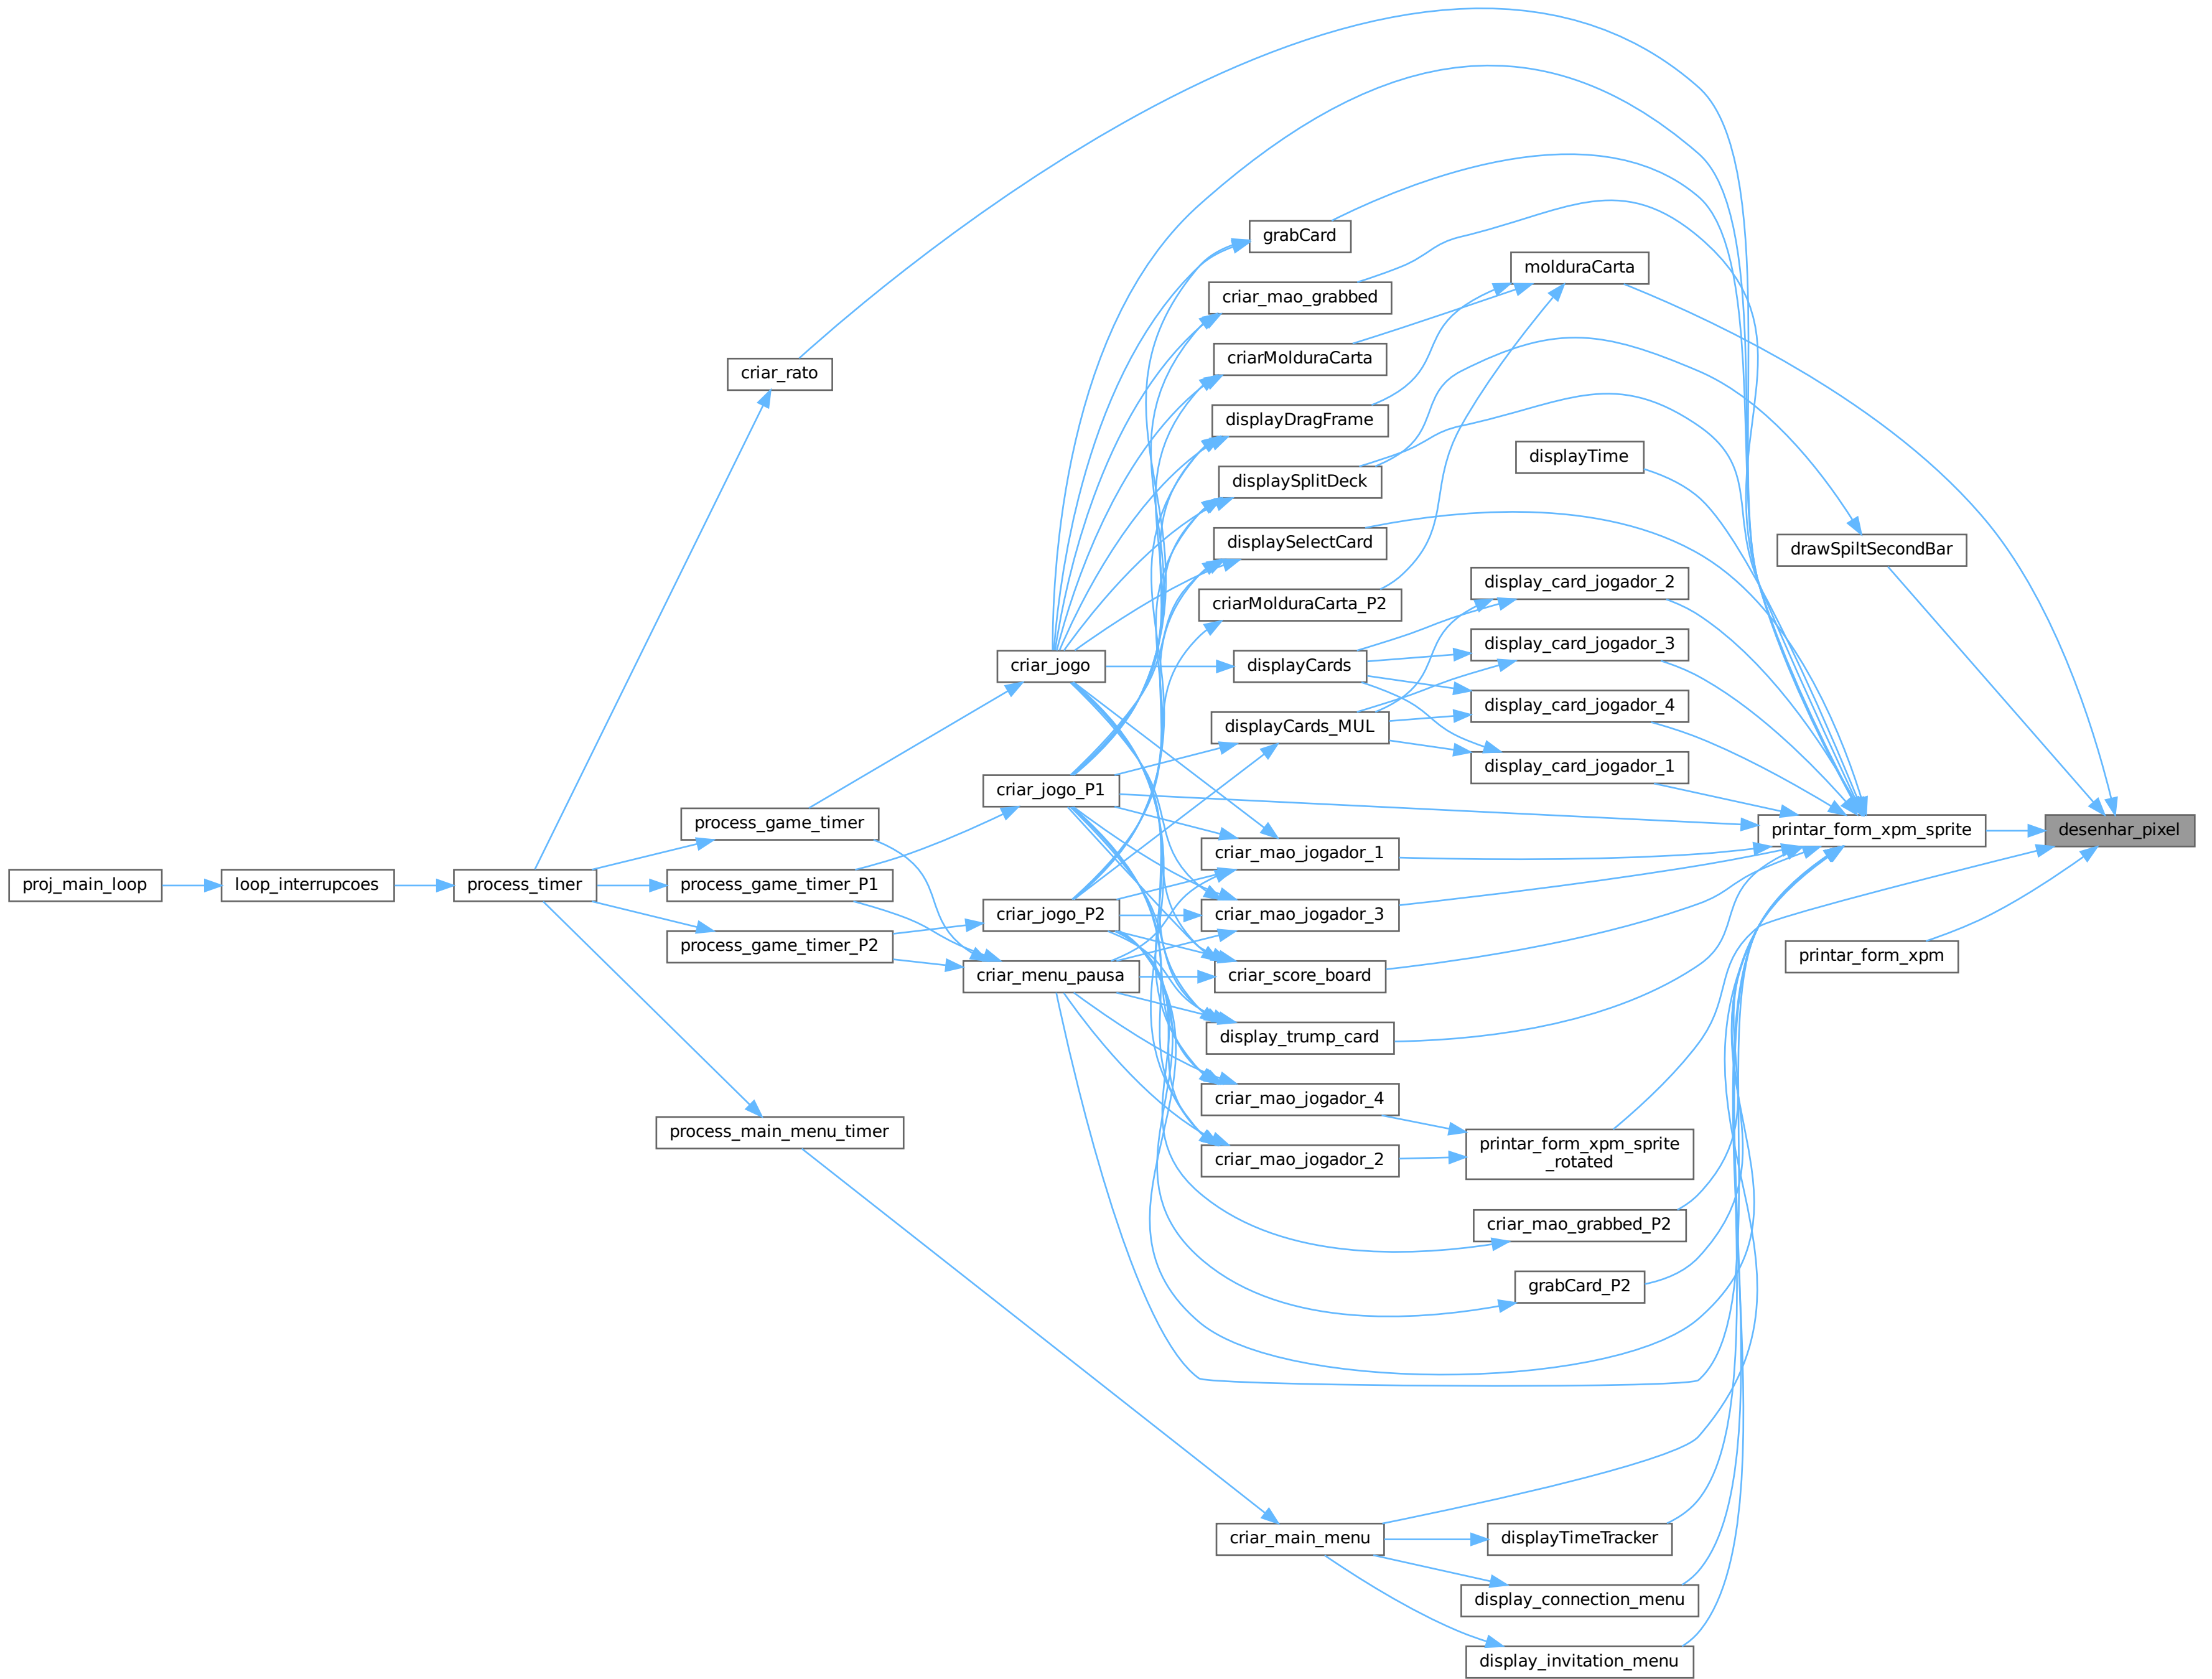 grabCard
molduraCarta
criar_mao_grabbed
criarMolduraCarta
criar_rato
displayDragFrame
displayTime
displaySplitDeck
displaySelectCard
drawSpiltSecondBar
display_card_jogador_2
criarMolduraCarta_P2
display_card_jogador_3
criar_jogo
displayCards
display_card_jogador_4
displayCards_MUL
display_card_jogador_1
criar_jogo_P1
process_game_timer
printar_form_xpm_sprite
desenhar_pixel
criar_mao_jogador_1
proj_main_loop
loop_interrupcoes
process_timer
process_game_timer_P1
criar_jogo_P2
criar_mao_jogador_3
process_game_timer_P2
printar_form_xpm
criar_menu_pausa
criar_score_board
display_trump_card
criar_mao_jogador_4
process_main_menu_timer
printar_form_xpm_sprite
_rotated
criar_mao_jogador_2
criar_mao_grabbed_P2
grabCard_P2
criar_main_menu
displayTimeTracker
display_connection_menu
display_invitation_menu